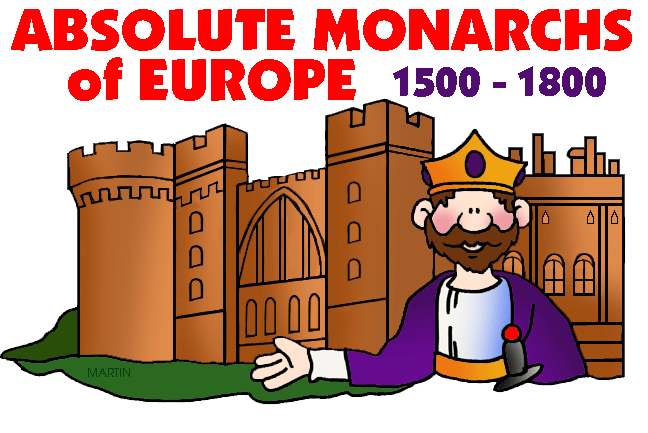 ABSOLUTE MONARCHS
of EUROPE 1500 - 1800
MARTIN